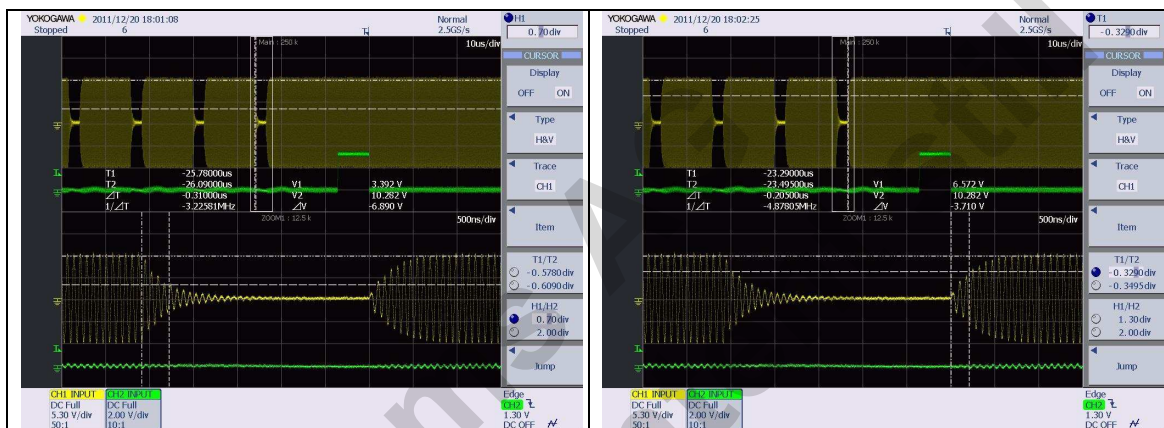 YOKOGAWA 2011/12/20 18:01:08
Normal
Stopped 6
2.5GS/s
H1
0.70div
Main : 250 k
10us/div
CURSOR
Display
OFF ON
Type
H&V
Trace
CH1
Item
T1 -25.78000us
T2 -26.09000us V1 3.392 V
⊿T -0.31000us V2 10.282 V
1/⊿T -3.22581MHz ⊿V -6.890 V
ZOOM1 : 12.5 k
500ns/div
T1/T2
-0.5780div
-0.6090div
H1/H2
0.70div
2.00div
Jump
CH1 INPUT CH2 INPUT
DC Full DC Full
5.30 V/div 2.00 V/div
50:1 10:1
Edge
CH2
1.30 V
DC OFF
YOKOGAWA 2011/12/20 18:02:25
Normal
Stopped 6
2.5GS/s
T1
-0.3290div
Main : 250 k
10us/div
CURSOR
Display
OFF ON
Type
H&V
Trace
CH1
Item
T1 -23.29000us
T2 -23.49500us V1 6.572 V
⊿T -0.20500us V2 10.282 V
1/⊿T -4.87805MHz ⊿V -3.710 V
ZOOM1 : 12.5 k
500ns/div
T1/T2
-0.3290div
-0.3495div
H1/H2
1.30div
2.00div
Jump
CH1 INPUT CH2 INPUT
DC Full DC Full
5.30 V/div 2.00 V/div
50:1 10:1
Edge
CH2
1.30 V
DC OFF